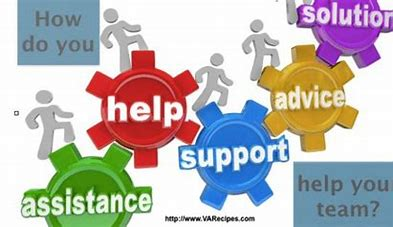 How
do you
solution
help
advice
support
assistance
help you
team?
http://www.VARecipes.com